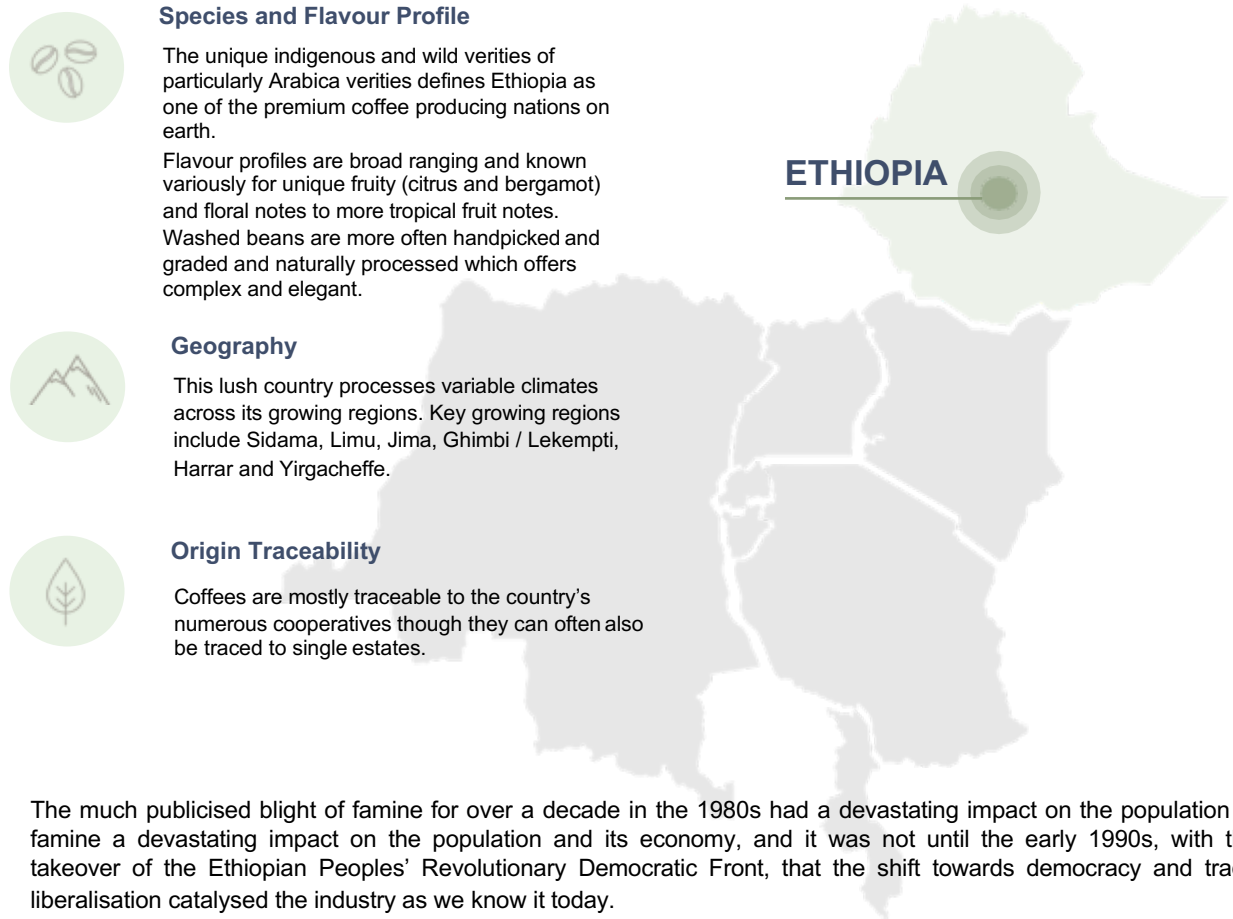 Species and Flavour Profile
The unique indigenous and wild verities of
particularly Arabica verities defines Ethiopia as
one of the premium coffee producing nations on
earth.
Flavour profiles are broad ranging and known
variously for unique fruity (citrus and bergamot)
and floral notes to more tropical fruit notes.
Washed beans are more often handpicked and
graded and naturally processed which offers
complex and elegant.
ETHIOPIA
Geography
This lush country processes variable climates
across its growing regions. Key growing regions
include Sidama, Limu, Jima, Ghimbi / Lekempti,
Harrar and Yirgacheffe.
Origin Traceability
Coffees are mostly traceable to the country's
numerous cooperatives though they can often also
be traced to single estates.
The much publicised blight of famine for over a decade in the 1980s had a devastating impact on the population
famine a devastating impact on the population and its economy, and it was not until the early 1990s, with
takeover of the Ethiopian Peoples' Revolutionary Democratic Front, that the shift towards democracy and
liberalisation catalysed the industry as we know it today.